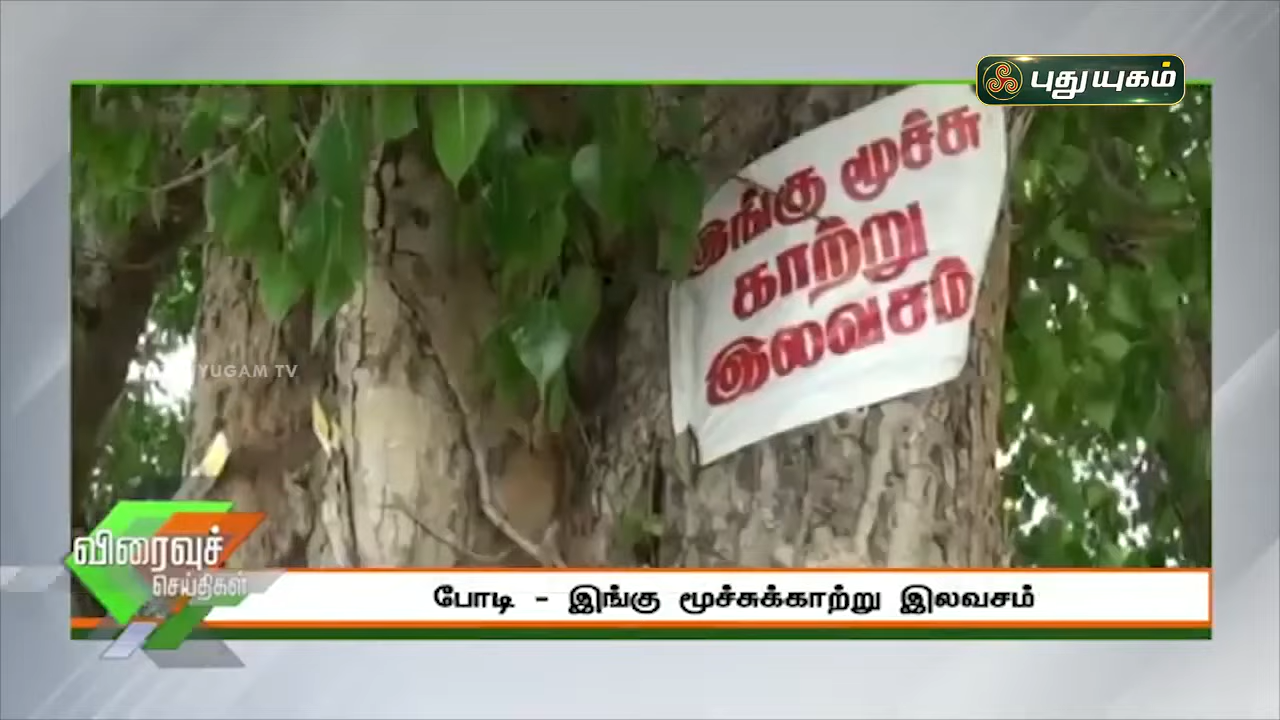 புதுயுகம்
இங்கு மூச்சு
காற்று
இலவசம்
YUGAM TV
விரைவுச்
செய்திகள்
போடி - இங்கு மூச்சுக்காற்று இலவசம்